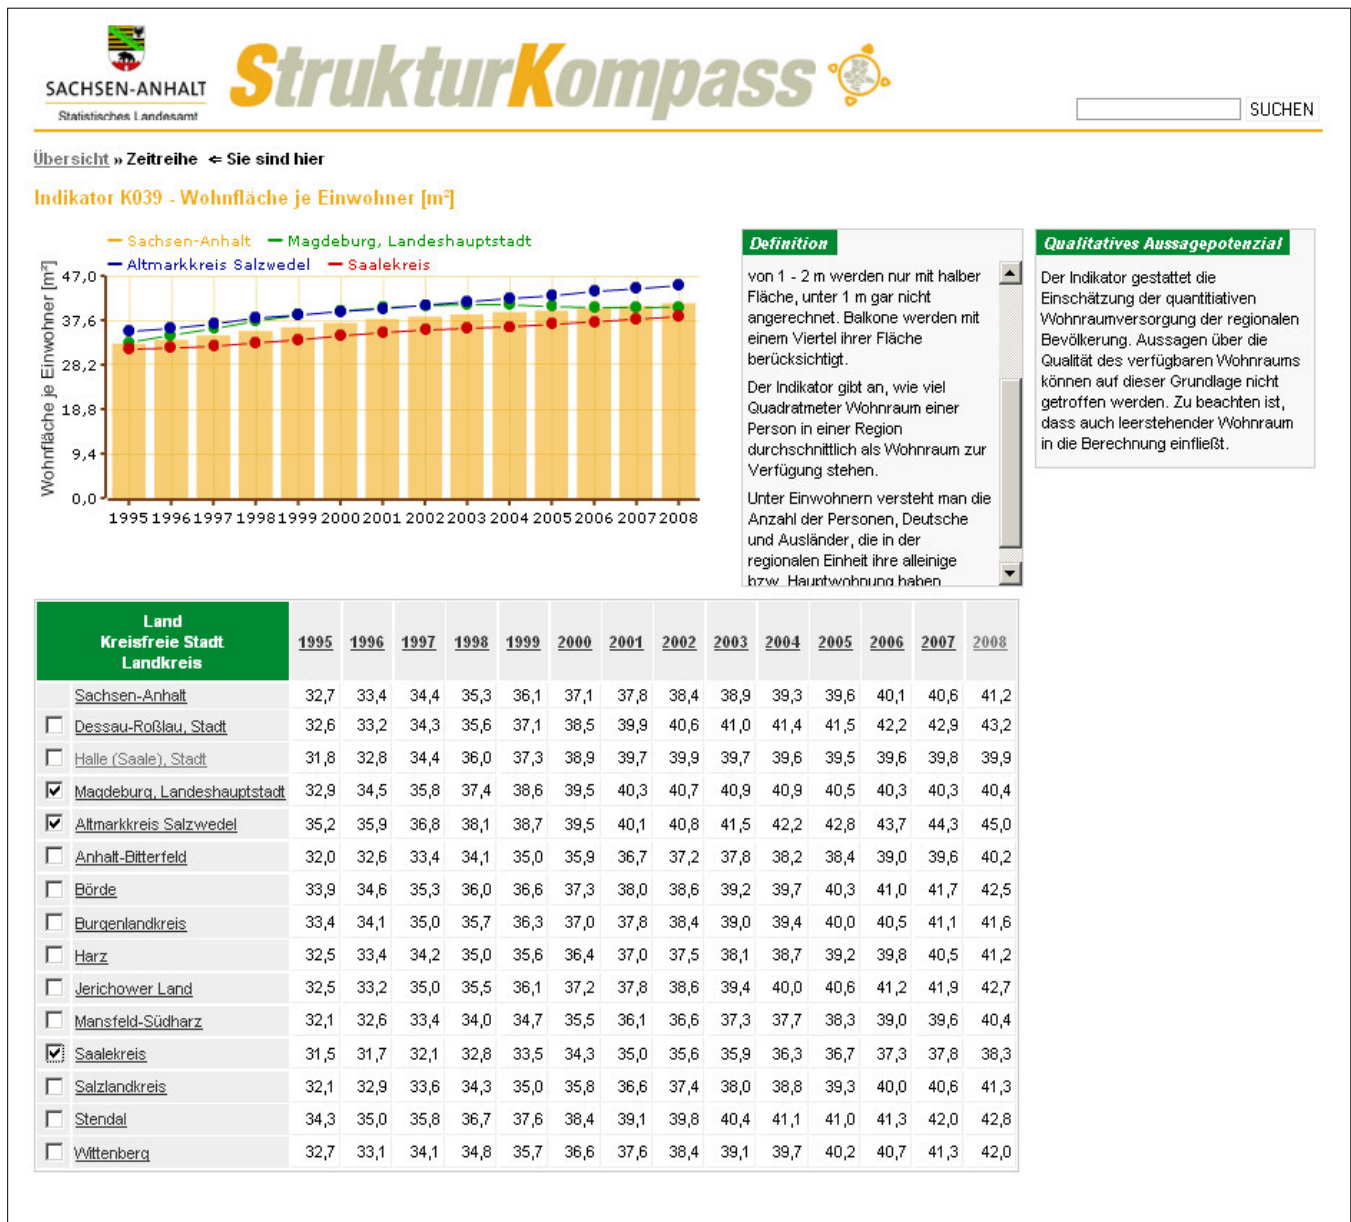 SACHSEN-ANHALT
Statistisches Landesamt
StrukturKompass
SUCHEN
Übersicht » Zeitreihe ⇐ Sie sind hier
Indikator K039 - Wohnfläche je Einwohner [m²]
Sachsen-Anhalt Magdeburg, Landeshauptstadt
Altmarkkreis Salzwedel Saalekreis
Wohnfläche je Einwohner [m²]
47,0
37,6
28,2
18,8
9,4
0,0
1995 1996 1997 1998 1999 2000 2001 2002 2003 2004 2005 2006 2007 2008
Definition
von 1 - 2 m werden nur mit halber
Fläche, unter 1 m gar nicht
angerechnet. Balkone werden mit
einem Viertel ihrer Fläche
berücksichtigt.
Der Indikator gibt an, wie viel
Quadratmeter Wohnraum einer
Person in einer Region
durchschnittlich als Wohnraum zur
Verfügung stehen.
Unter Einwohnern versteht man die
Anzahl der Personen, Deutsche
und Ausländer, die in der
regionalen Einheit ihre alleinige
bzw. Hauptwohnung haben
Qualitatives Aussagepotenzial
Der Indikator gestattet die
Einschätzung der quantitiativen
Wohnraumversorgung der regionalen
Bevölkerung. Aussagen über die
Qualität des verfügbaren Wohnraums
können auf dieser Grundlage nicht
getroffen werden. Zu beachten ist,
dass auch leerstehender Wohnraum
in die Berechnung einfließt.
Land
Kreisfreie Stadt
Landkreis
1995 1996 1997 1998 1999 2000 2001 2002 2003 2004 2005 2006 2007 2008
Sachsen-Anhalt 32,7 33,4 34,4 35,3 36,1 37,1 37,8 38,4 38,9 39,3 39,6 40,1 40,6 41,2
Dessau-Roßlau, Stadt 32,6 33,2 34,3 35,6 37,1 38,5 39,9 40,6 41,0 41,4 41,5 42,2 42,9 43,2
Halle (Saale), Stadt 31,8 32,8 34,4 36,0 37,3 38,9 39,7 39,9 39,7 39,6 39,5 39,6 39,8 39,9
Magdeburg, Landeshauptstadt 32,9 34,5 35,8 37,4 38,6 39,5 40,3 40,7 40,9 40,9 40,5 40,3 40,3 40,4
Altmarkkreis Salzwedel 35,2 35,9 36,8 38,1 38,7 39,5 40,1 40,8 41,5 42,2 42,8 43,7 44,3 45,0
Anhalt-Bitterfeld 32,0 32,6 33,4 34,1 35,0 35,9 36,7 37,2 37,8 38,2 38,4 39,0 39,6 40,2
Börde 33,9 34,6 35,3 36,0 36,6 37,3 38,0 38,6 39,2 39,7 40,3 41,0 41,7 42,5
Burgenlandkreis 33,4 34,1 35,0 35,7 36,3 37,0 37,8 38,4 39,0 39,4 40,0 40,5 41,1 41,6
Harz 32,5 33,4 34,2 35,0 35,6 36,4 37,0 37,5 38,1 38,7 39,2 39,8 40,5 41,2
Jerichower Land 32,5 33,2 35,0 35,5 36,1 37,2 37,8 38,6 39,4 40,0 40,6 41,2 41,9 42,7
Mansfeld-Südharz 32,1 32,6 33,4 34,0 34,7 35,5 36,1 36,6 37,3 37,7 38,3 39,0 39,6 40,4
Saalekreis 31,5 31,7 32,1 32,8 33,5 34,3 35,0 35,6 35,9 36,3 36,7 37,3 37,8 38,3
Salzlandkreis 32,1 32,9 33,6 34,3 35,0 35,8 36,6 37,4 38,0 38,8 39,3 40,0 40,6 41,3
Stendal 34,3 35,0 35,8 36,7 37,6 38,4 39,1 39,8 40,4 41,1 41,0 41,3 42,0 42,8
Wittenberg 32,7 33,1 34,1 34,8 35,7 36,6 37,6 38,4 39,1 39,7 40,2 40,7 41,3 42,0